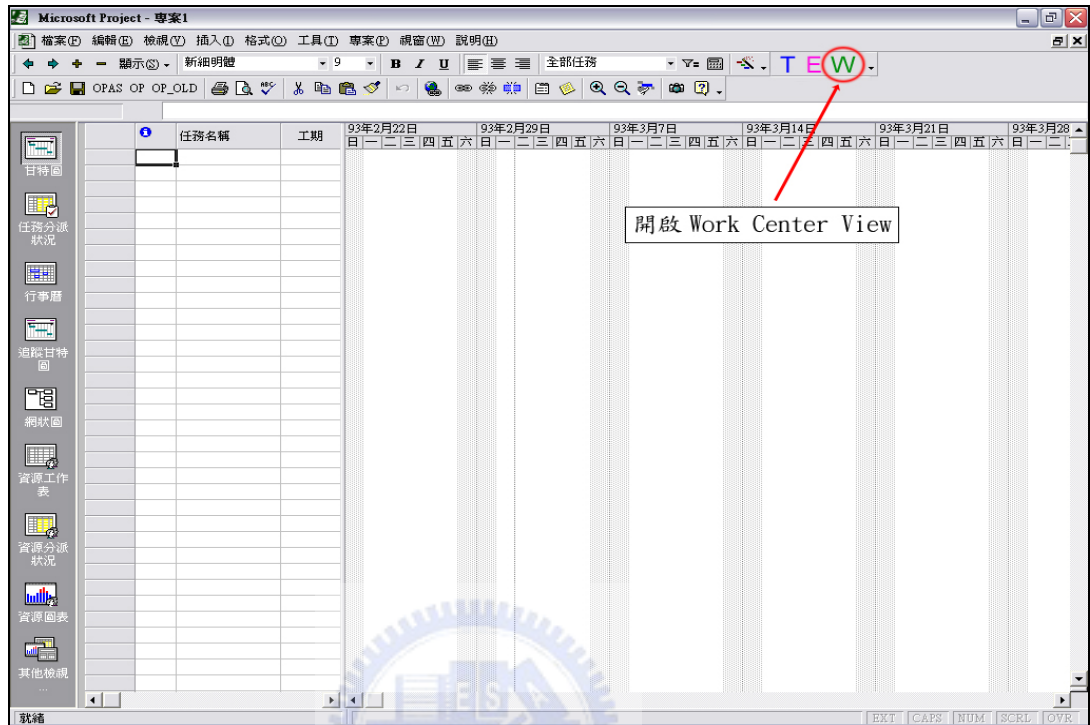 Microsoft Project - 專案1
檔案(F) 編輯(E) 檢視(V) 插入(I) 格式(O) 工具(T) 專案(P) 視窗(W) 說明(H)
顯示(S) 新細明體 9 B I U 全部任務 T E W
OPAS OP OP_OLD
任務名稱 工期 93年2月22日 93年2月29日 93年3月7日 93年3月14日 93年3月21日 93年3月28
日 一 二 三 四 五 六 日 一 二 三 四 五 六 日 一 二 三 四 五 六 日 一 二 三 四 五 六 日 一 二 三 四 五 六 日 一 二
甘特圖
任務分派
狀況
行事曆
追蹤甘特
圖
網狀圖
資源工作
表
資源分派
狀況
資源圖表
其他檢視
...
開啟 Work Center View
就緒 EXT CAPS NUM SCRL OVR